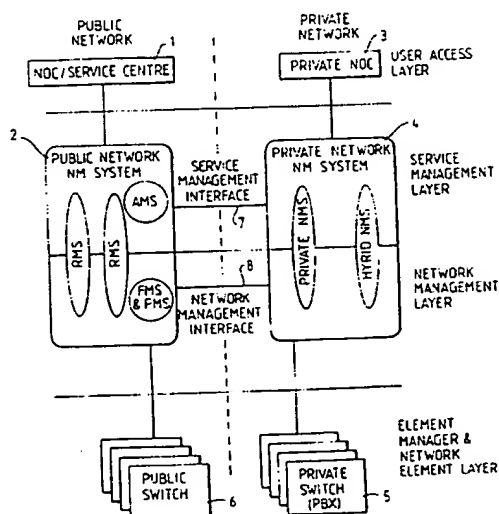 PUBLIC
NETWORK
PRIVATE
NETWORK
1
3
NOC/SERVICE CENTRE
PRIVATE NOC
USER ACCESS
LAYER
2
4
PUBLIC NETWORK
NM SYSTEM
PRIVATE NETWORK
NM SYSTEM
SERVICE
MANAGEMENT
INTERFACE
SERVICE
MANAGEMENT
LAYER
AMS
7
RMS
RMS
PRIVATE NMS
HYRID NMS
8
FMS
& FMS
NETWORK
MANAGEMENT
INTERFACE
NETWORK
MANAGEMENT
LAYER
PUBLIC
SWITCH
6
PRIVATE
SWITCH
(PBX)
5
ELEMENT
MANAGER &
NETWORK
ELEMENT LAYER